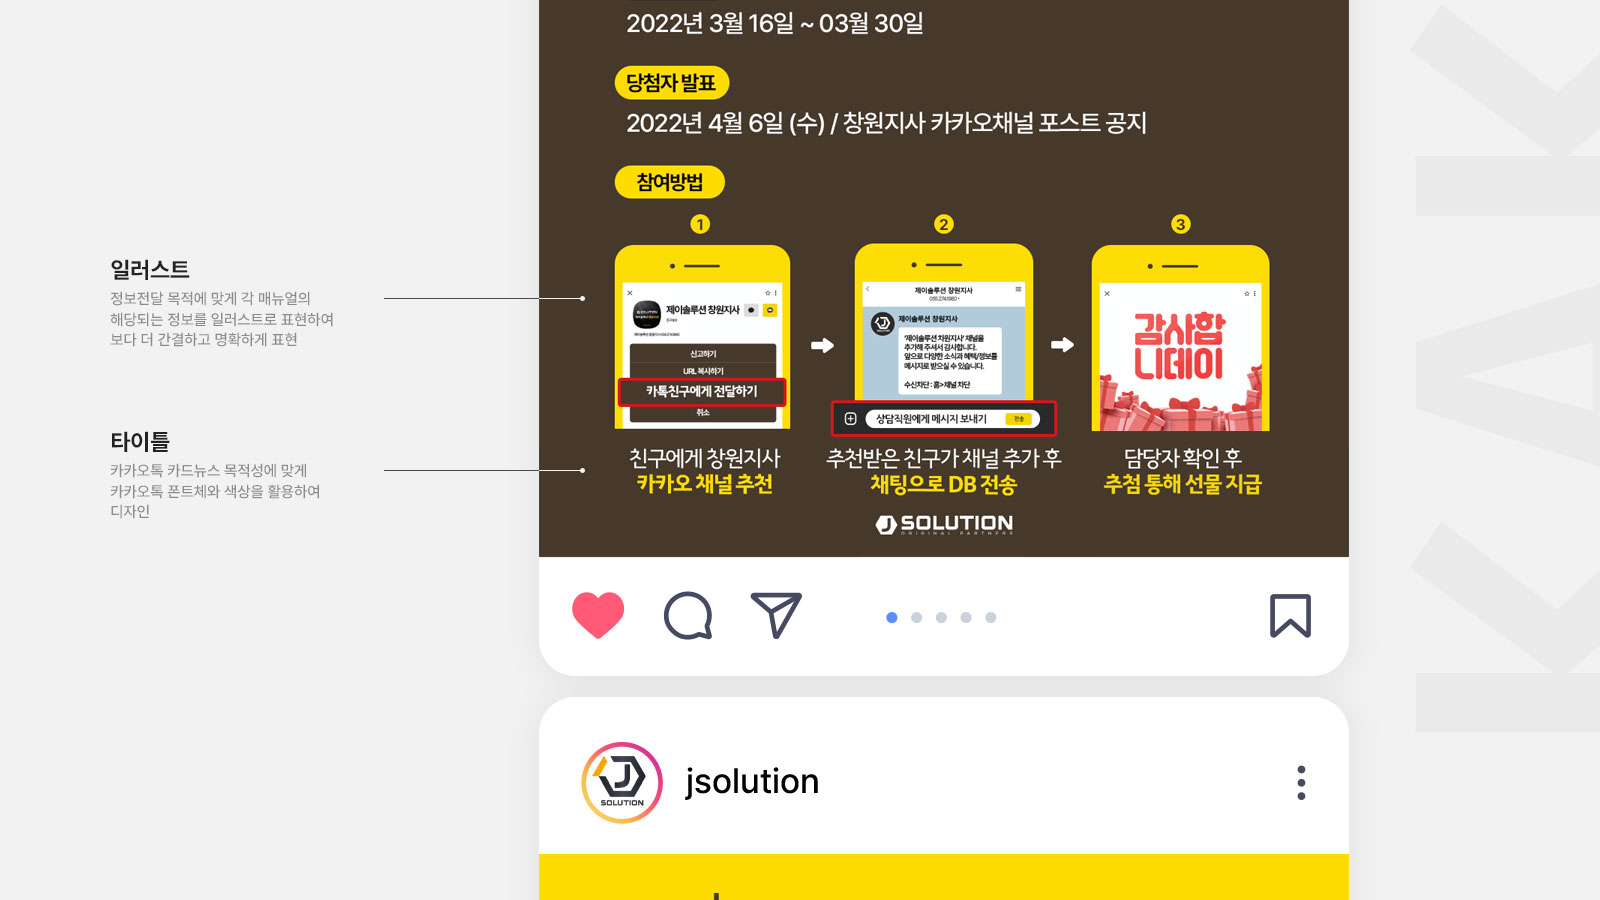 2022년 3월 16일 ~ 03월 30일
당첨자 발표
2022년 4월 6일 (수) / 창원지사 카카오채널 포스트 공지
참여방법
1
제이솔루션 창원지사
신고하기
URL 복사하기
카톡친구에게 전달하기
취소
친구에게 창원지사
카카오 채널 추천
2
제이솔루션 창원지사
제이솔루션 창원지사
'제이솔루션 차원지사' 채널을
추가해 주셔서 감사합니다.
앞으로 다양한 소식과 혜택/정보를
메시지로 받으실 수 있습니다.
수신차단 : 홈>채널 차단
상담직원에게 메시지 보내기
전송
추천받은 친구가 채널 추가 후
채팅으로 DB 전송
3
감사합
니데이
담당자 확인 후
추첨 통해 선물 지급
J SOLUTION
ORIGINAL PARTNERS
일러스트
정보전달 목적에 맞게 각 매뉴얼의
해당되는 정보를 일러스트로 표현하여
보다 더 간결하고 명확하게 표현
타이틀
카카오톡 카드뉴스 목적성에 맞게
카카오톡 폰트체와 색상을 활용하여
디자인
J
SOLUTION
jsolution
KAK